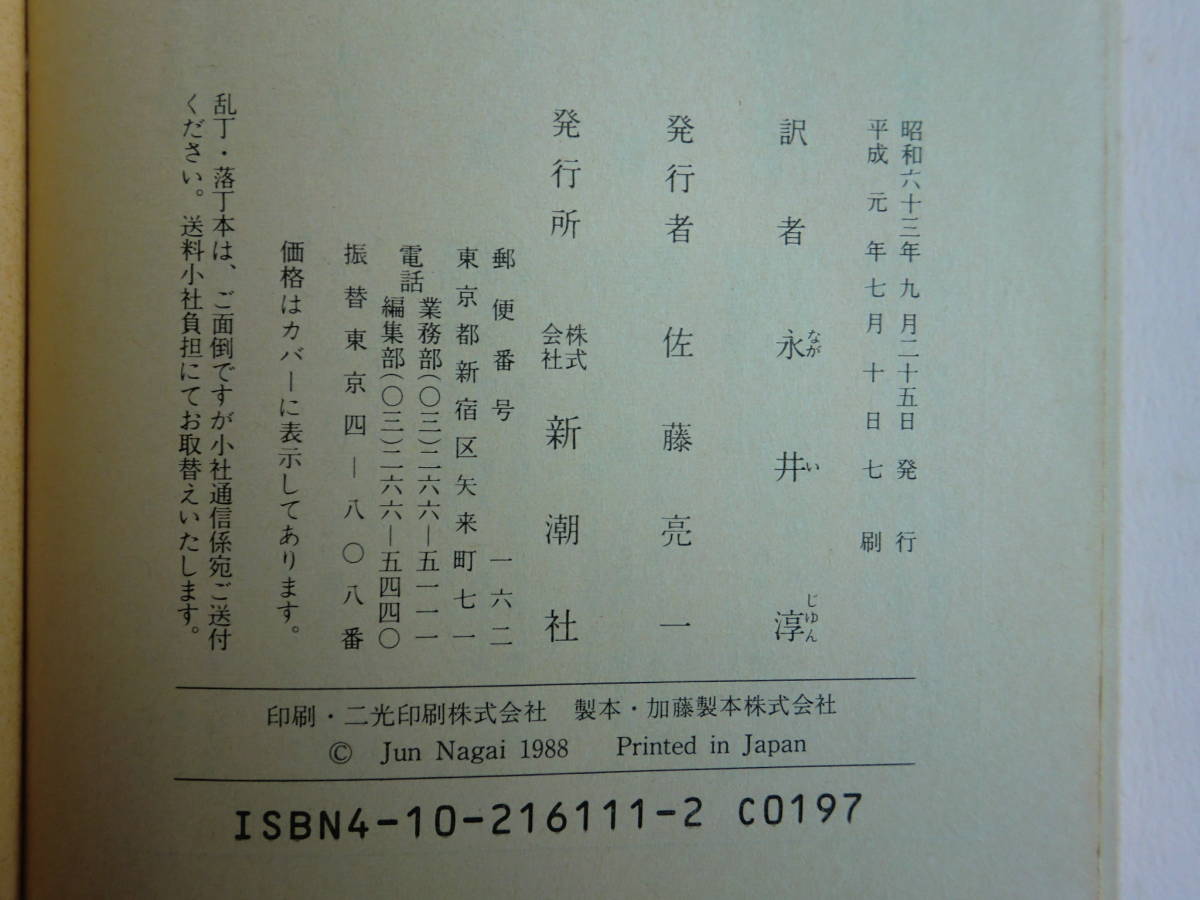 昭和六十三年九月二十五日発行
平成元年七月十日七刷
訳者 永井淳
なが い じゆん
発行者 佐藤亮一
発行所 株式会社 新潮社
郵便番号 一六二
東京都新宿区矢来町七一
電話 業務部(〇三)二六六―五一一一
編集部(〇三)二六六―五四四〇
振替東京四―八〇八番
価格はカバーに表示してあります。
乱丁・落丁本は、ご面倒ですが小社通信係宛ご送付
ください。送料小社負担にてお取替えいたします。
印刷・二光印刷株式会社 製本・加藤製本株式会社
© Jun Nagai 1988 Printed in Japan
ISBN4-10-216111-2 C0197